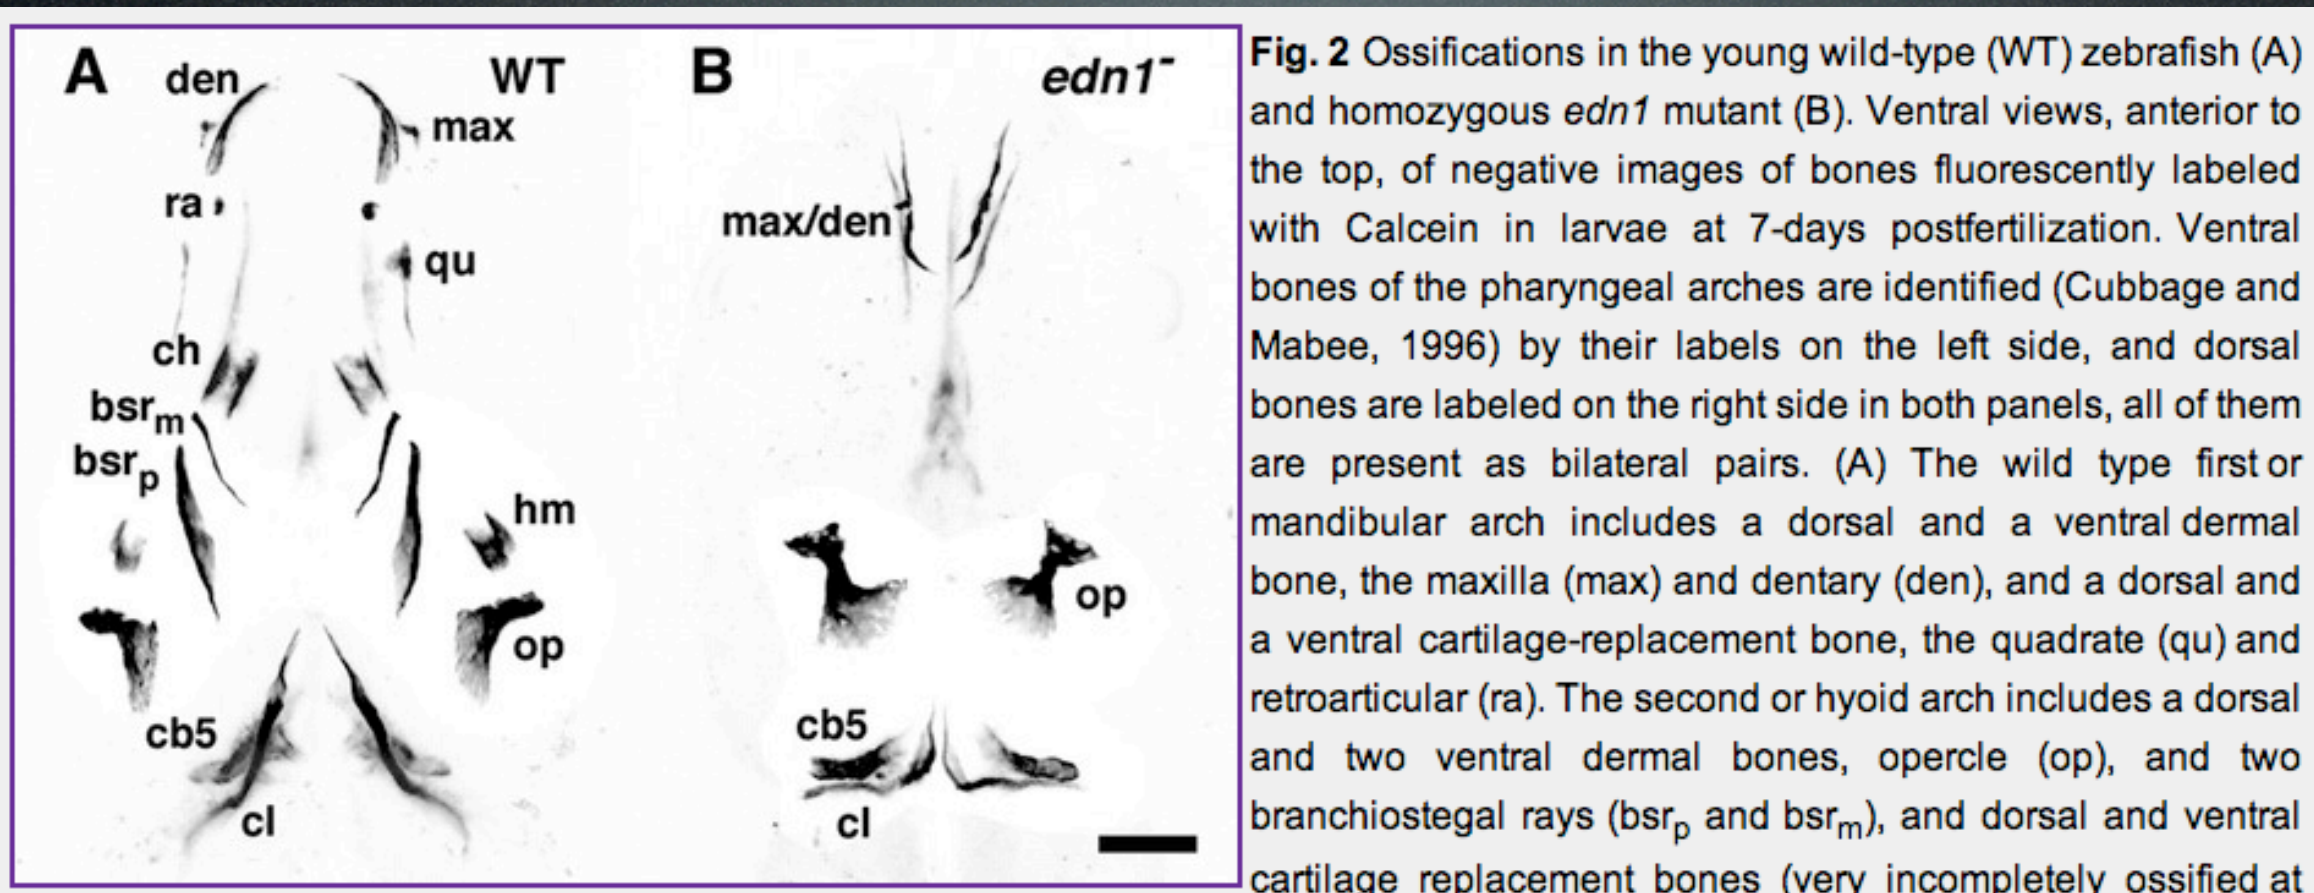 A
WT
den
max
ra
qu
ch
bsrm
bsrp
hm
op
cb5
cl
B
edn1-
max/den
op
cb5
cl
Fig. 2 Ossifications in the young wild-type (WT) zebrafish (A)
and homozygous edn1 mutant (B). Ventral views, anterior to
the top, of negative images of bones fluorescently labeled
with Calcein in larvae at 7-days postfertilization. Ventral
bones of the pharyngeal arches are identified (Cubbage and
Mabee, 1996) by their labels on the left side, and dorsal
bones are labeled on the right side in both panels, all of them
are present as bilateral pairs. (A) The wild type first or
mandibular arch includes a dorsal and a ventral dermal
bone, the maxilla (max) and dentary (den), and a dorsal and
a ventral cartilage-replacement bone, the quadrate (qu) and
retroarticular (ra). The second or hyoid arch includes a dorsal
and two ventral dermal bones, opercle (op), and two
branchiostegal rays (bsrp and bsrm), and dorsal and ventral
cartilage replacement bones (very incompletely ossified at